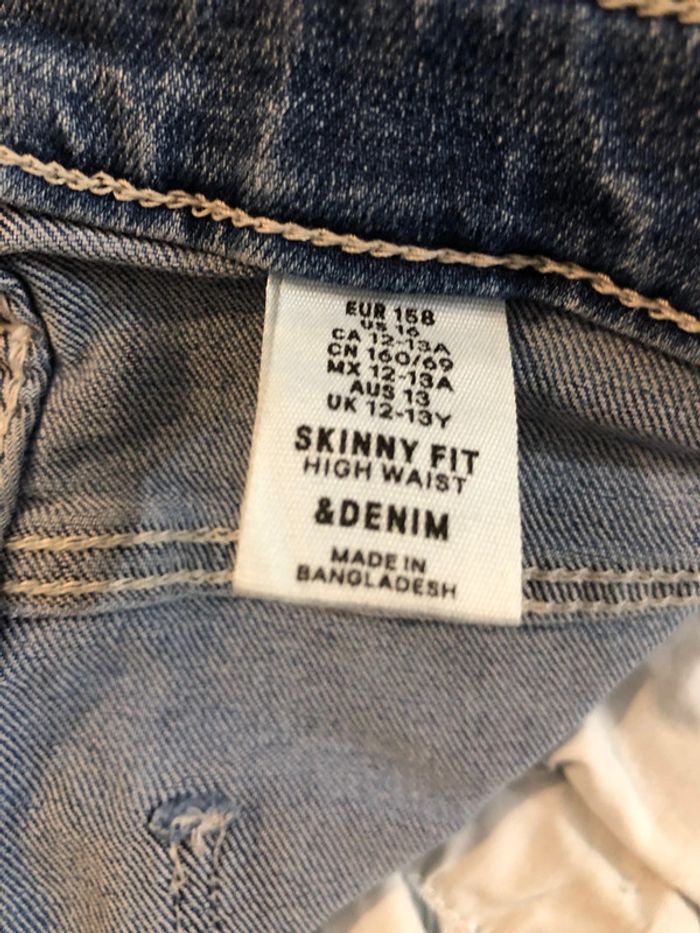 EUR 158
US 16
CA 12-13A
CN 160/69
MX 12-13A
AUS 13
UK 12-13Y
SKINNY FIT
HIGH WAIST
&DENIM
MADE IN
BANGLADESH